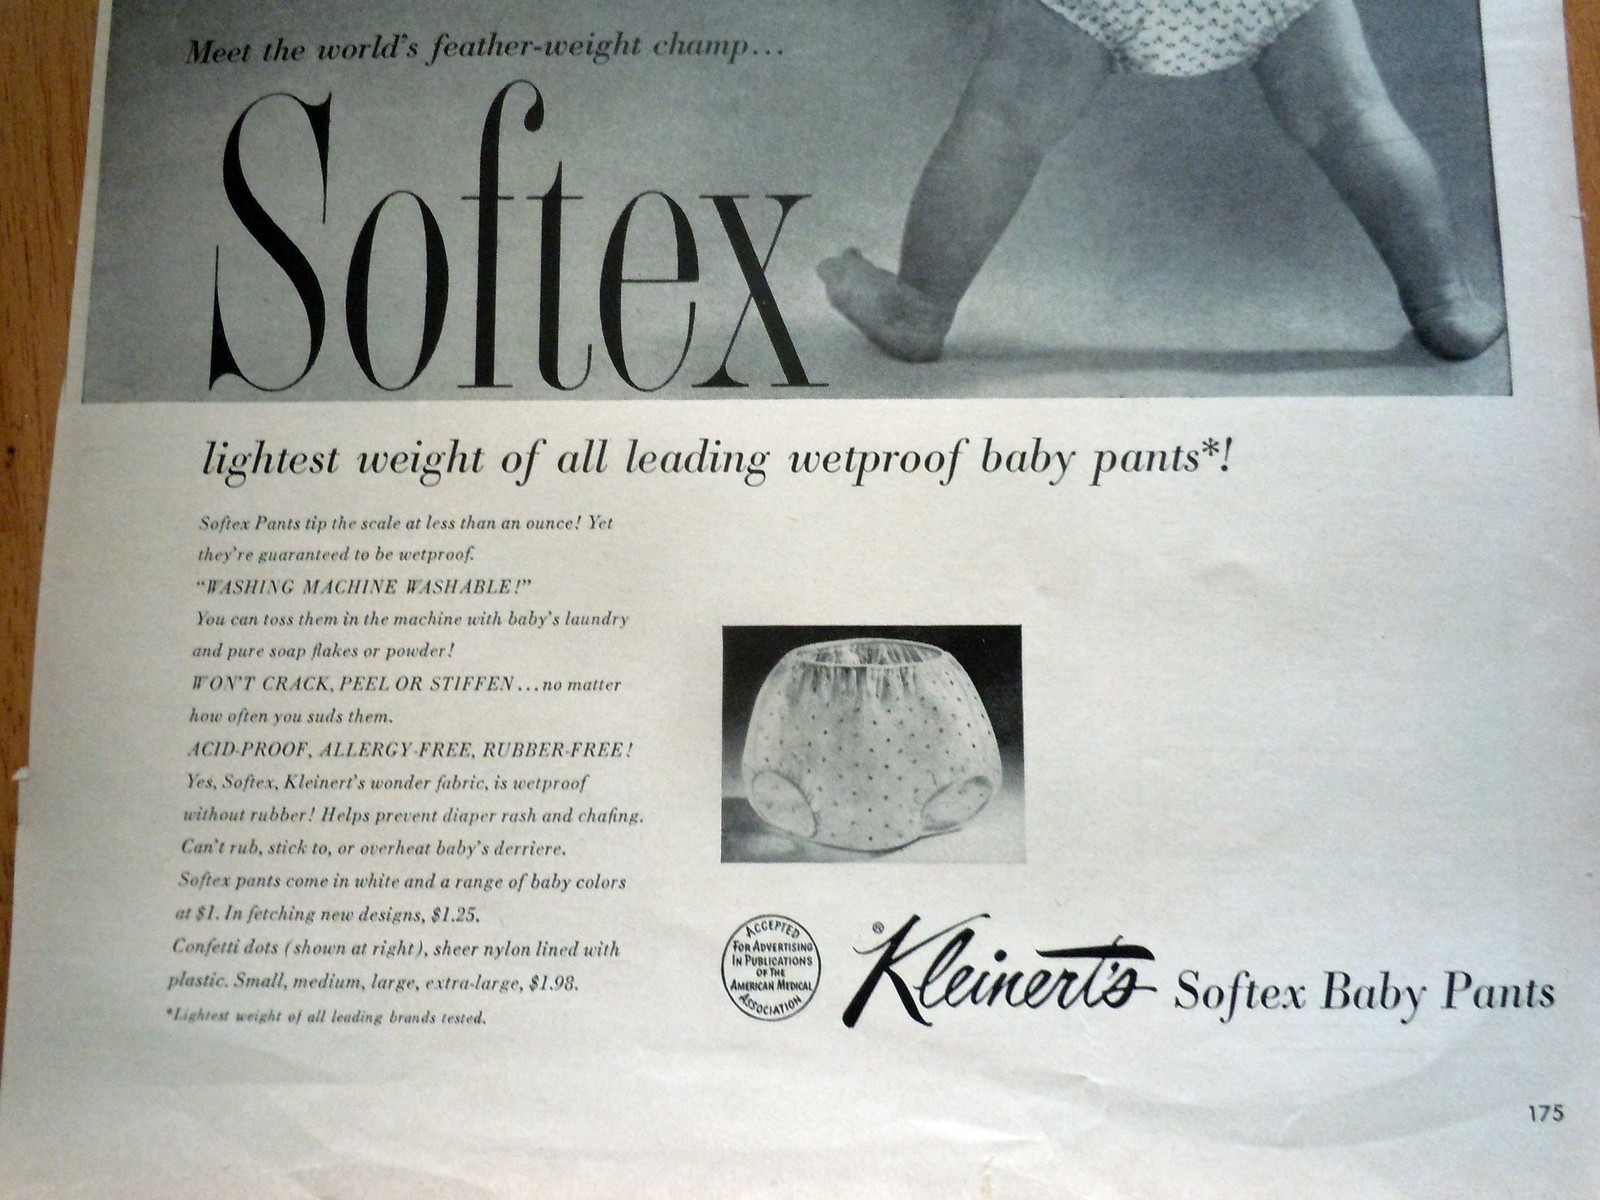 Meet the world's feather-weight champ...
Softex
lightest weight of all leading wetproof baby pants*!
Softex Pants tip the scale at less than an ounce! Yet
they're guaranteed to be wetproof.
"WASHING MACHINE WASHABLE!"
You can toss them in the machine with baby's laundry
and pure soap flakes or powder!
WON'T CRACK, PEEL OR STIFFEN...no matter
how often you suds them.
ACID-PROOF, ALLERGY-FREE, RUBBER-FREE!
Yes, Softex, Kleinert's wonder fabric, is wetproof
without rubber! Helps prevent diaper rash and chafing.
Can't rub, stick to, or overheat baby's derriere.
Softex pants come in white and a range of baby colors
at $1. In fetching new designs, $1.25.
Confetti dots (shown at right), sheer nylon lined with
plastic. Small, medium, large, extra-large, $1.98.
*Lightest weight of all leading brands tested.
ACCEPTED
FOR ADVERTISING
IN PUBLICATIONS
OF THE
AMERICAN MEDICAL
ASSOCIATION
®Kleinert's Softex Baby Pants
175